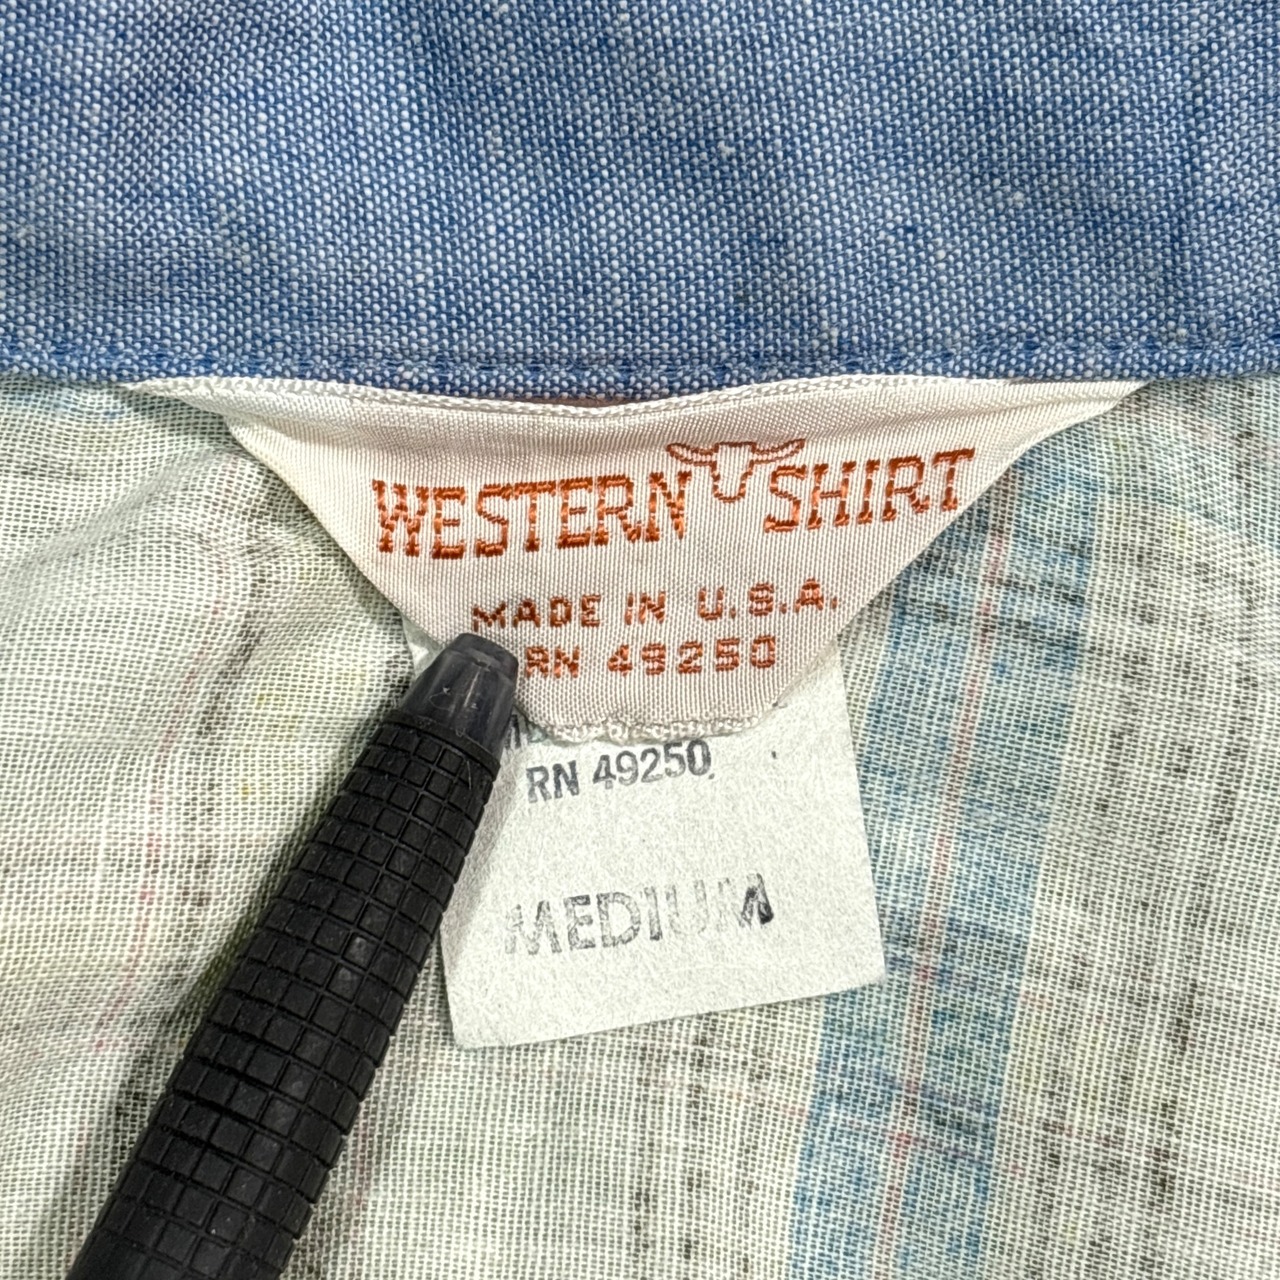 WESTERN SHIRT
MADE IN U.S.A.
RN 49250
RN 49250
MEDIUM